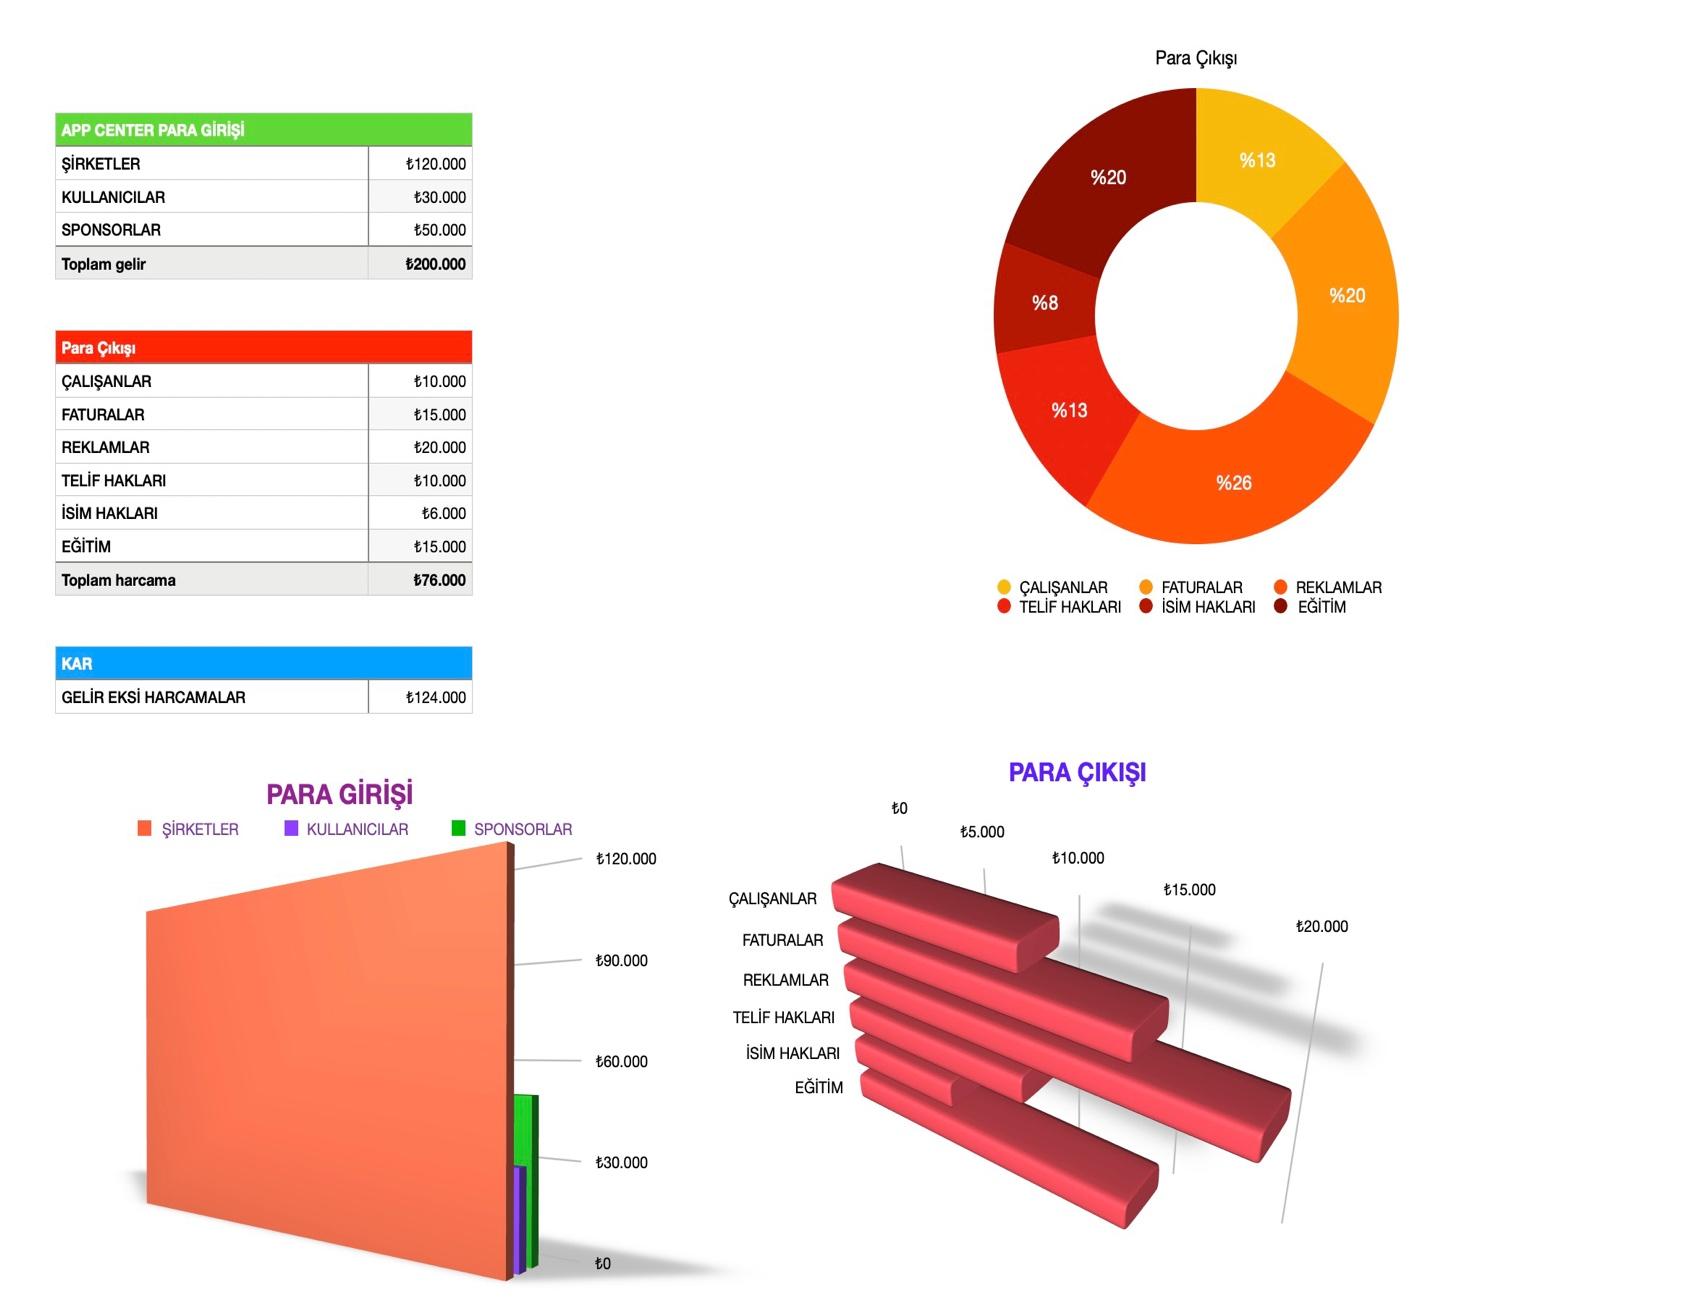 APP CENTER PARA GİRİŞİ
ŞİRKETLER ₺120.000
KULLANICILAR ₺30.000
SPONSORLAR ₺50.000
Toplam gelir ₺200.000
Para Çıkışı
ÇALIŞANLAR ₺10.000
FATURALAR ₺15.000
REKLAMLAR ₺20.000
TELİF HAKLARI ₺10.000
İSİM HAKLARI ₺6.000
EĞİTİM ₺15.000
Toplam harcama ₺76.000
KAR
GELİR EKSİ HARCAMALAR ₺124.000
Para Çıkışı
%13
%20
%20
%8
%13
%26
ÇALIŞANLAR FATURALAR REKLAMLAR
TELİF HAKLARI İSİM HAKLARI EĞİTİM
PARA GİRİŞİ
ŞİRKETLER KULLANICILAR SPONSORLAR
₺120.000
₺90.000
₺60.000
₺30.000
₺0
PARA ÇIKIŞI
₺0
₺5.000
₺10.000
₺15.000
₺20.000
ÇALIŞANLAR
FATURALAR
REKLAMLAR
TELİF HAKLARI
İSİM HAKLARI
EĞİTİM